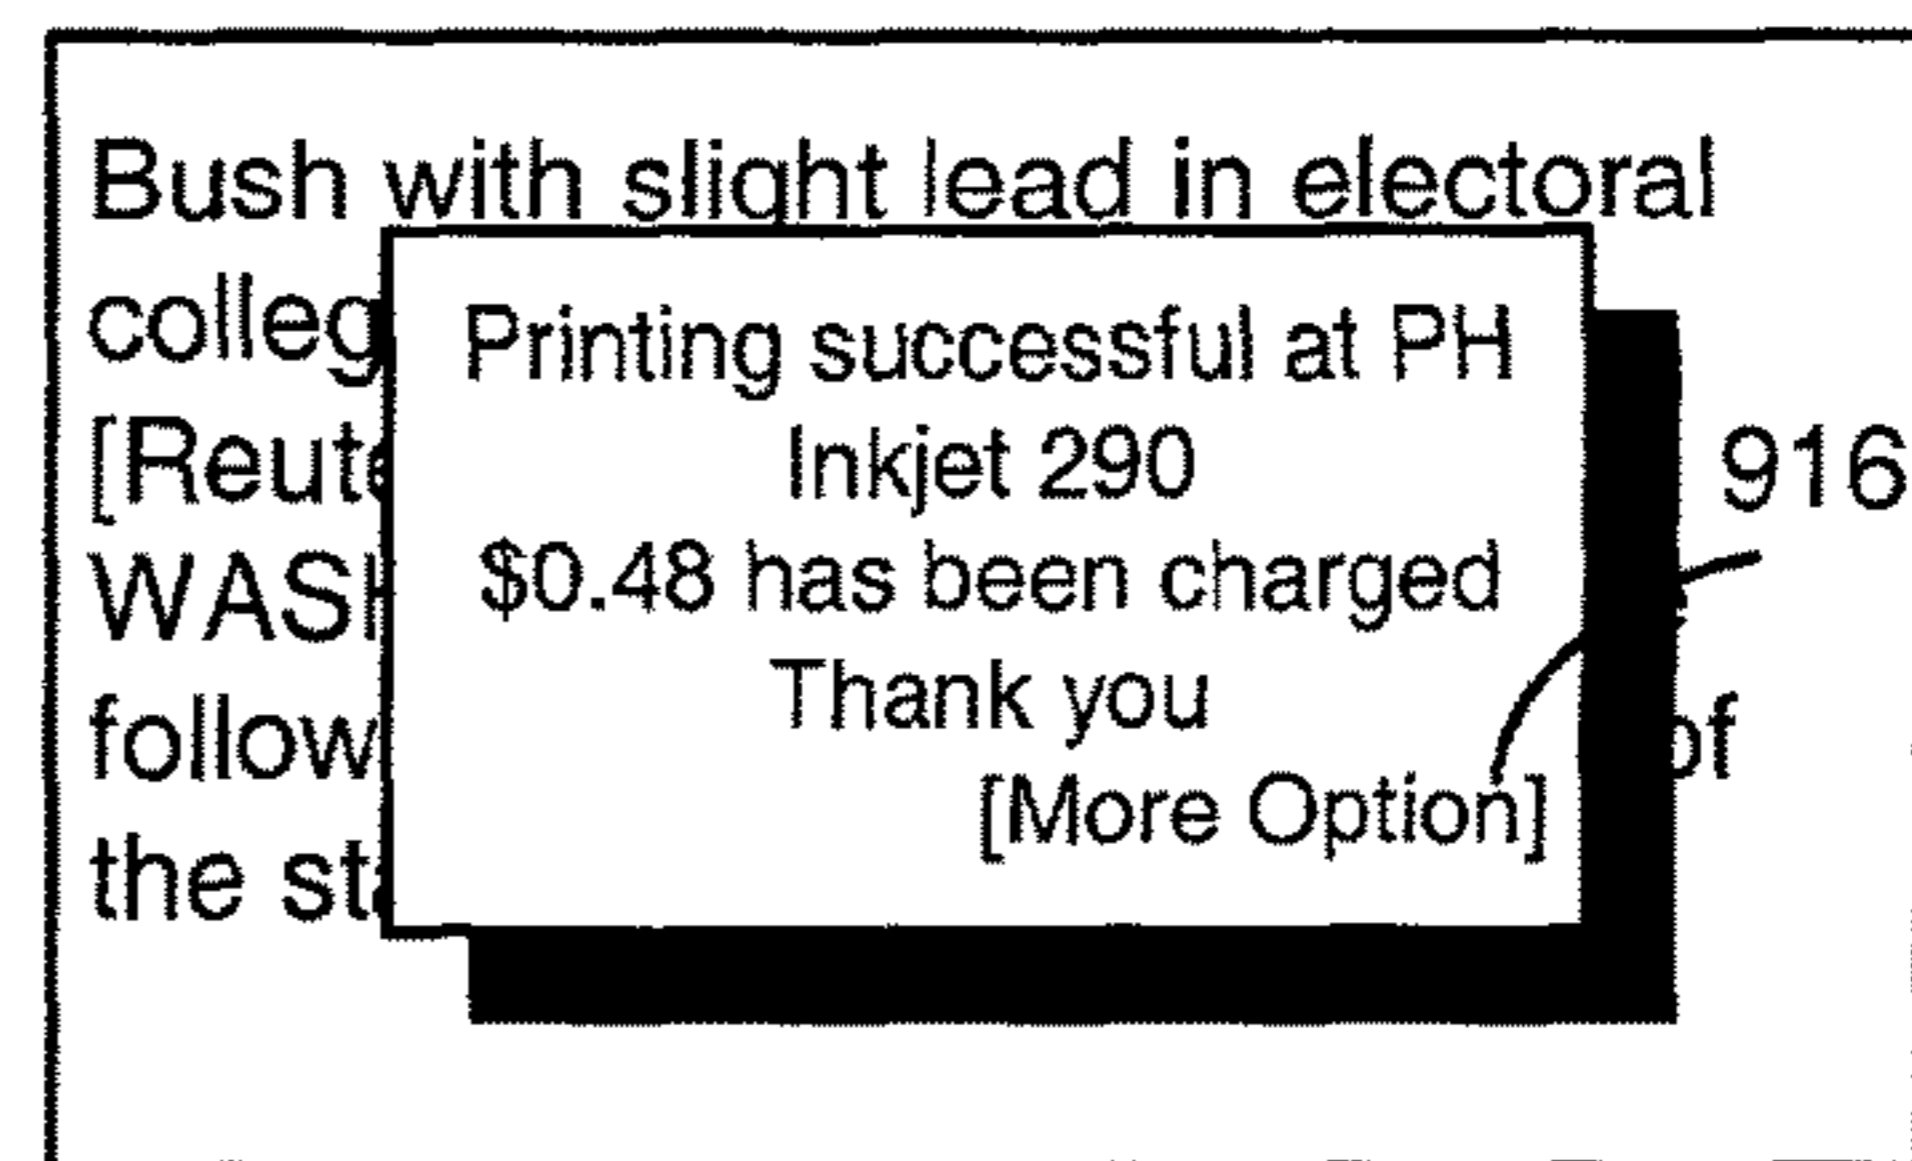 Bush with slight lead in electoral
colleg
[Reute
WASH
follow of
the sta
Printing successful at PH
Inkjet 290
$0.48 has been charged
Thank you
[More Option]
916